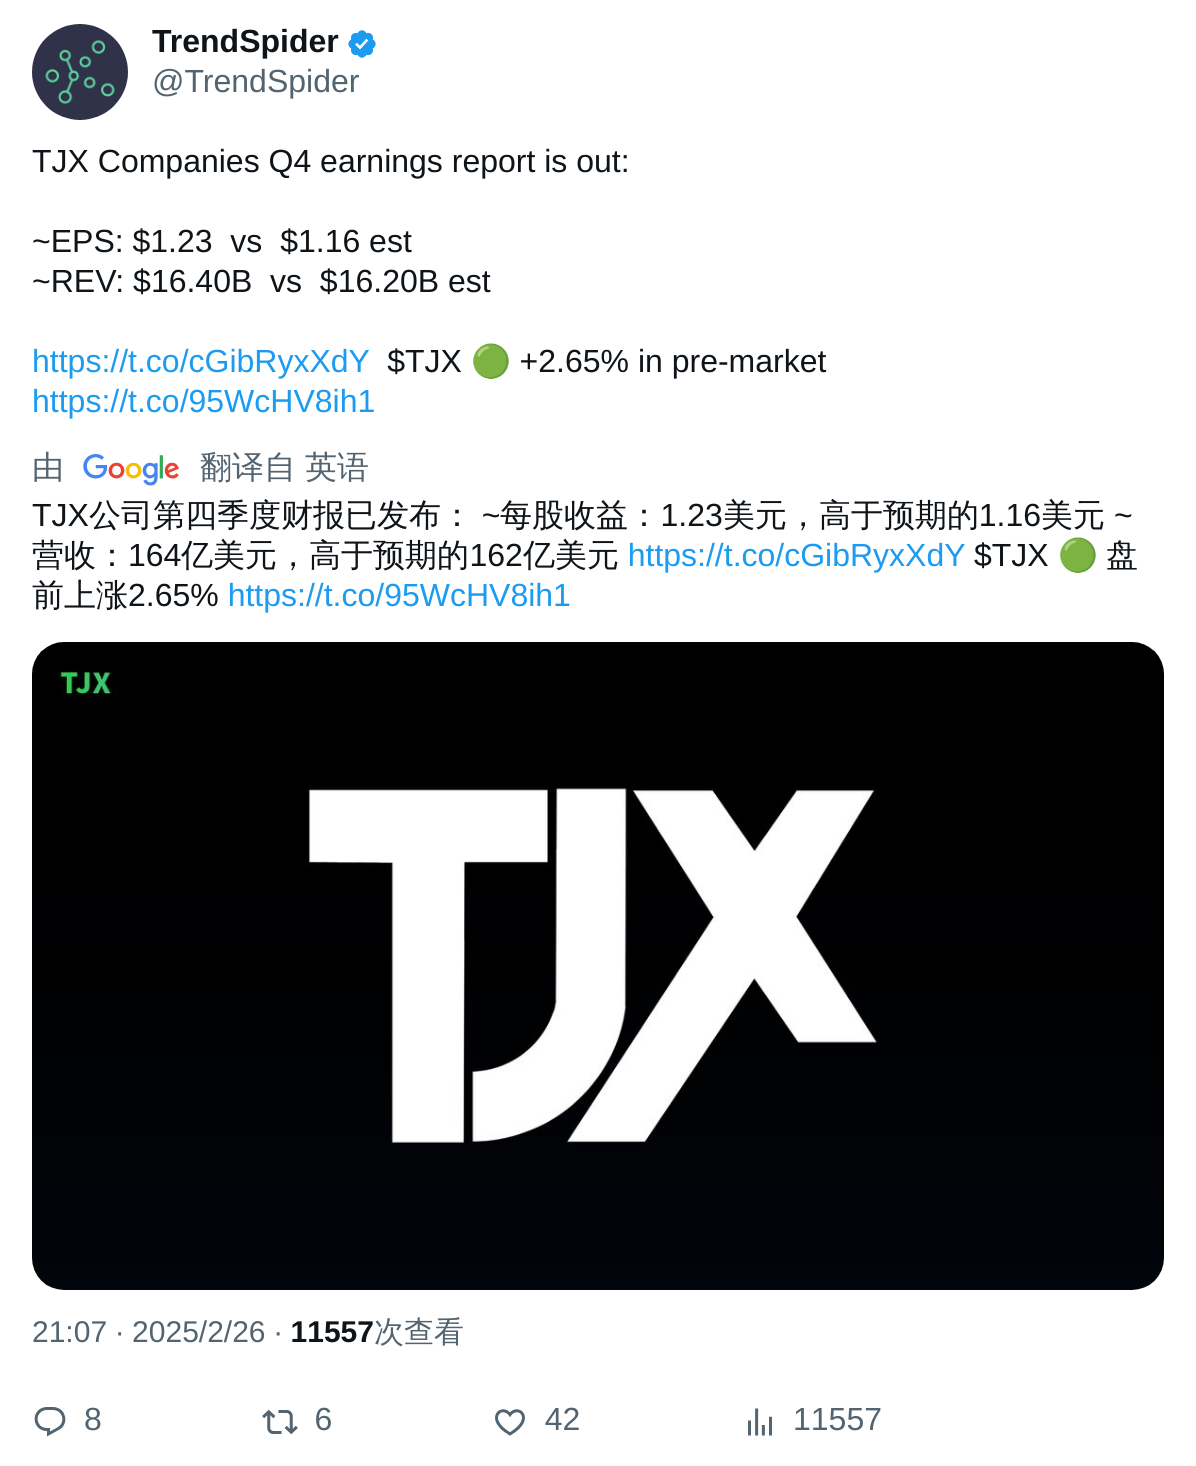 TrendSpider
@TrendSpider
TJX Companies Q4 earnings report is out:
~EPS: $1.23 vs $1.16 est
~REV: $16.40B vs $16.20B est
https://t.co/cGibRyxXdY $TJX 🟢 +2.65% in pre-market
https://t.co/95WcHV8ih1
由 Google 翻译自 英语
TJX公司第四季度财报已发布： ~每股收益：1.23美元，高于预期的1.16美元 ~
营收：164亿美元，高于预期的162亿美元 https://t.co/cGibRyxXdY $TJX 🟢 盘
前上涨2.65% https://t.co/95WcHV8ih1
TJX
TJX
21:07 · 2025/2/26 · 11557次查看
8 6 42 11557